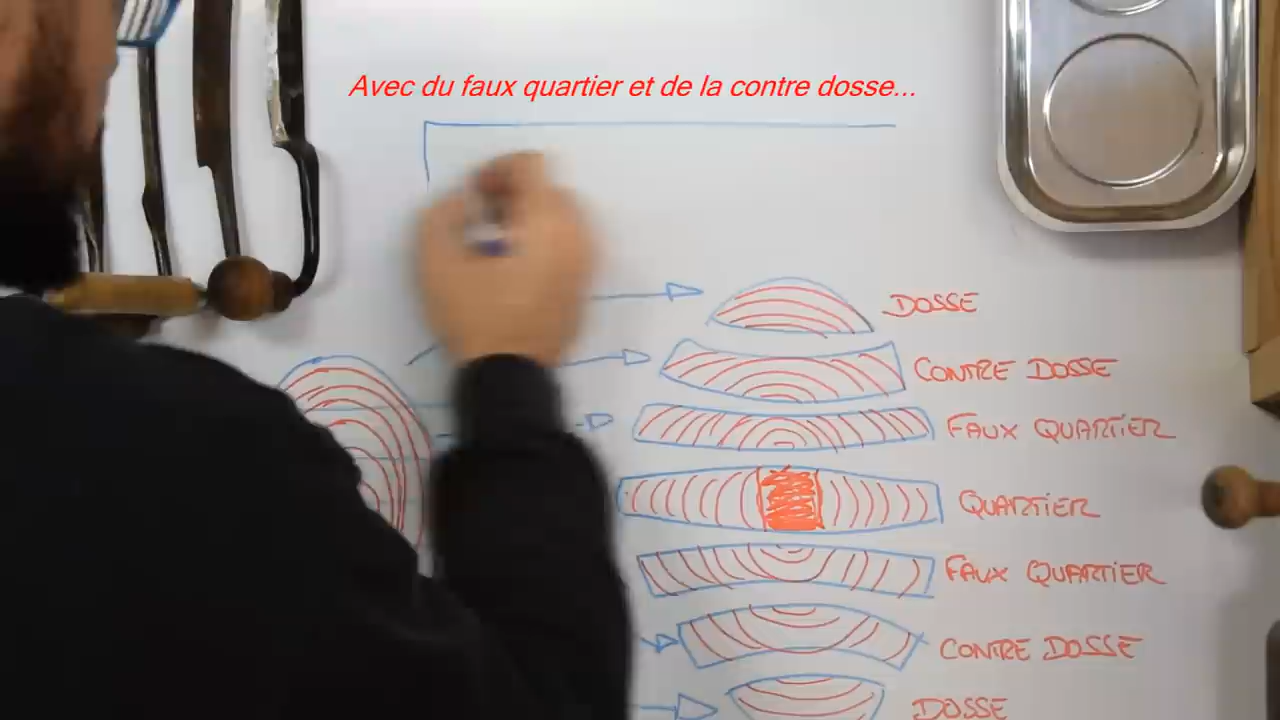 Avec du faux quartier et de la contre dosse...
DOSSE
CONTRE DOSSE
FAUX QUARTIER
QUARTIER
FAUX QUARTIER
CONTRE DOSSE
DOSSE